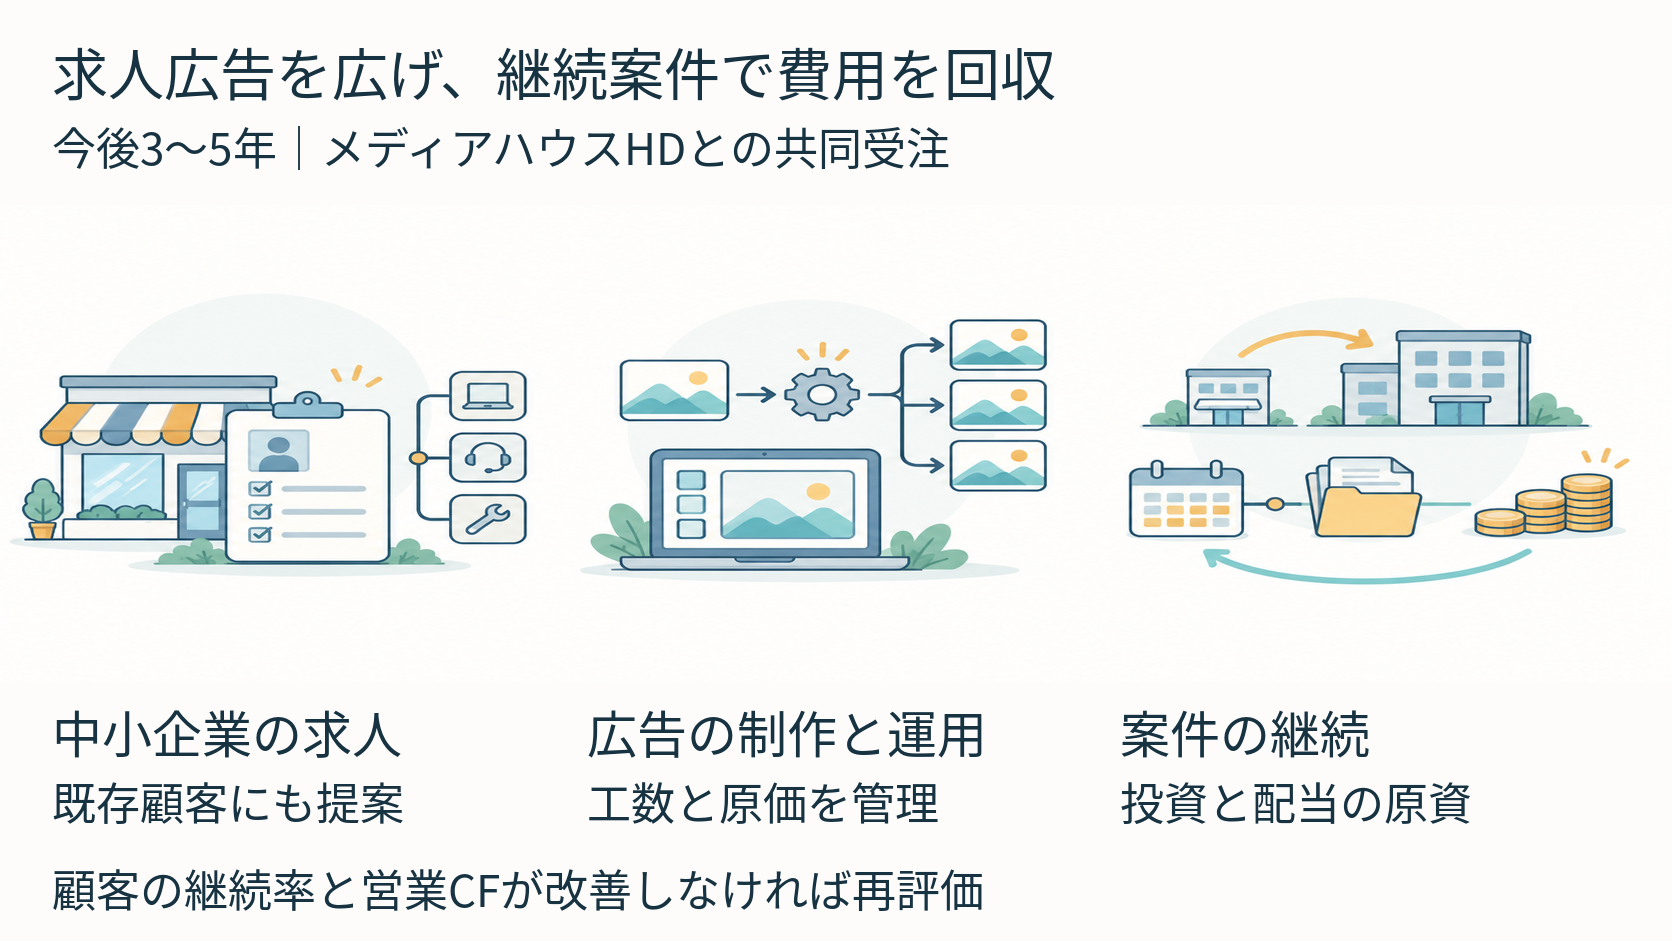 求人広告を広げ、継続案件で費用を回収
今後3〜5年｜メディアハウスHDとの共同受注
中小企業の求人
既存顧客にも提案
広告の制作と運用
工数と原価を管理
案件の継続
投資と配当の原資
顧客の継続率と営業CFが改善しなければ再評価